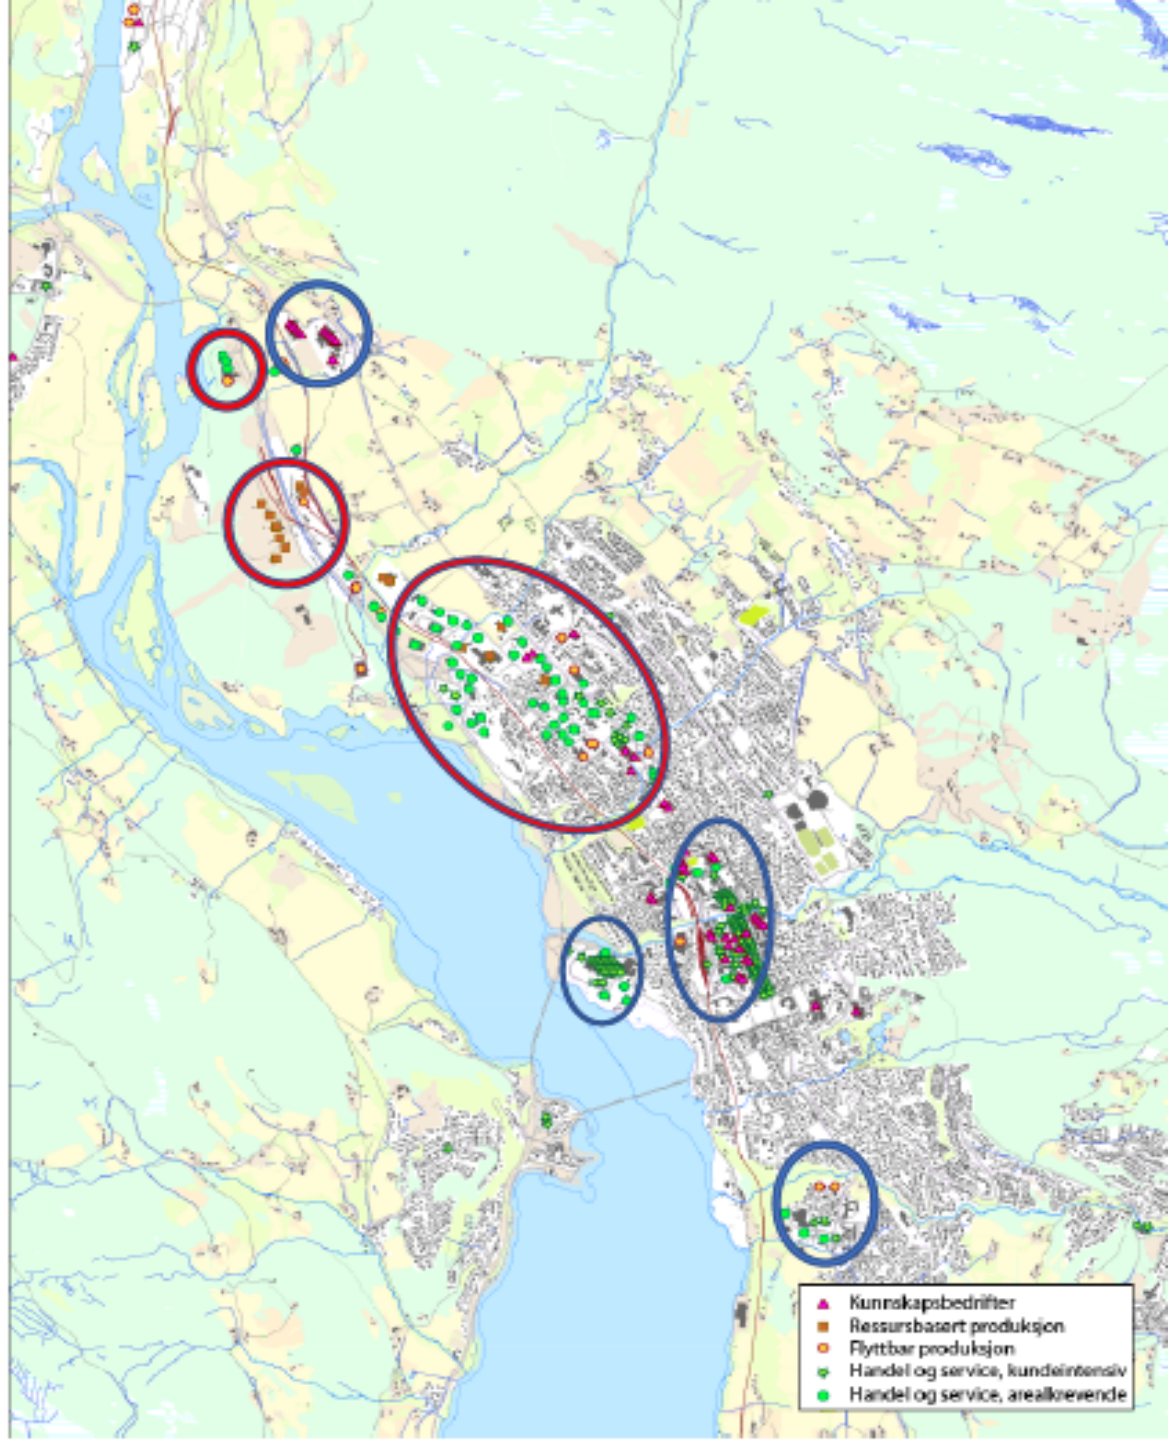 Kunnskapsbedrifter
Ressursbasert produksjon
Flyttbar produksjon
Handel og service, kundeintensiv
Handel og service, arealkrevende